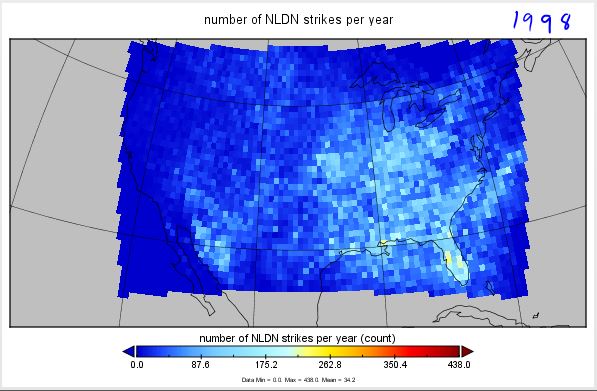 number of NLDN strikes per year
1998
number of NLDN strikes per year (count)
0.0 87.6 175.2 262.8 350.4 438.0
Data Min = 0.0, Max = 438.0, Mean = 34.2